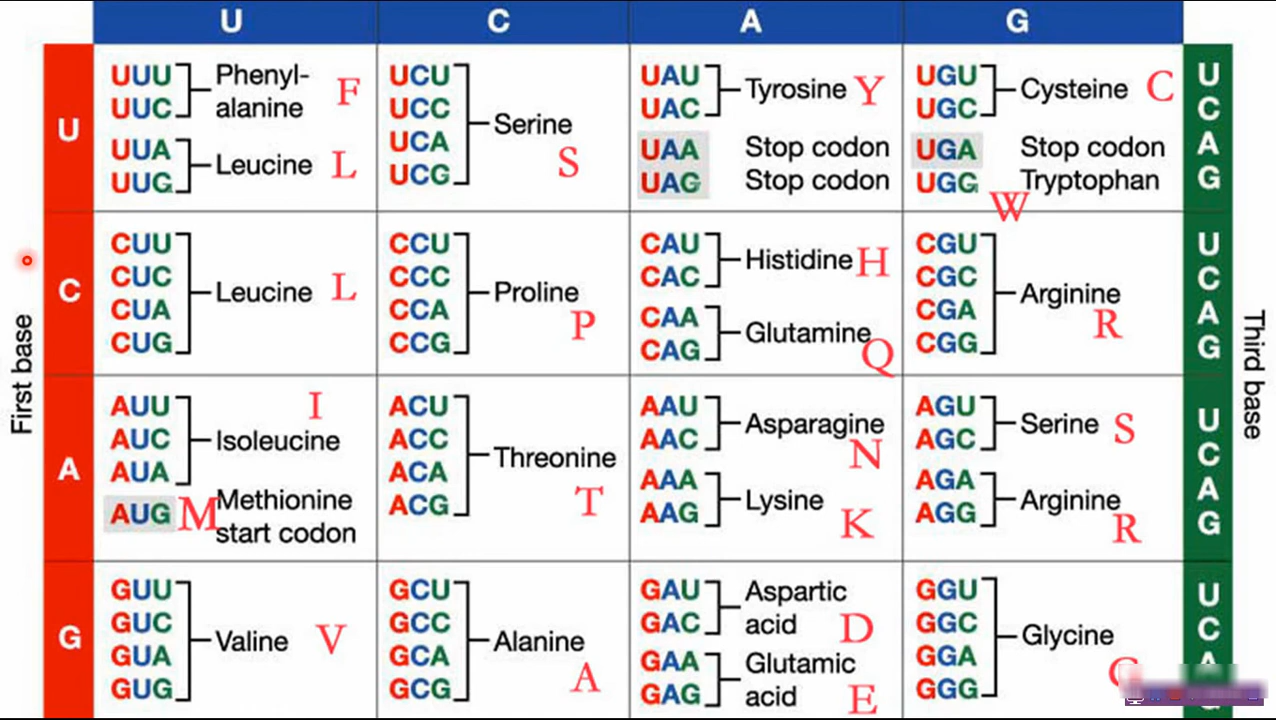 U C A G
First base
Third base
U
UUU
UUC
Phenyl-
alanine F
UUA
UUG
Leucine L
UCU
UCC
UCA
UCG
Serine
S
UAU
UAC
Tyrosine Y
UAA Stop codon
UAG Stop codon
UGU
UGC
Cysteine C
UGA Stop codon
UGG Tryptophan
W
U
C
A
G
C
CUU
CUC
CUA
CUG
Leucine L
CCU
CCC
CCA
CCG
Proline
P
CAU
CAC
Histidine H
CAA
CAG
Glutamine
Q
CGU
CGC
CGA
CGG
Arginine
R
U
C
A
G
A
AUU
AUC
AUA
I
Isoleucine
AUG M Methionine
start codon
ACU
ACC
ACA
ACG
Threonine
T
AAU
AAC
Asparagine
N
AAA
AAG
Lysine
K
AGU
AGC
Serine S
AGA
AGG
Arginine
R
U
C
A
G
G
GUU
GUC
GUA
GUG
Valine V
GCU
GCC
GCA
GCG
Alanine
A
GAU
GAC
Aspartic
acid D
GAA
GAG
Glutamic
acid E
GGU
GGC
GGA
GGG
Glycine
U
C